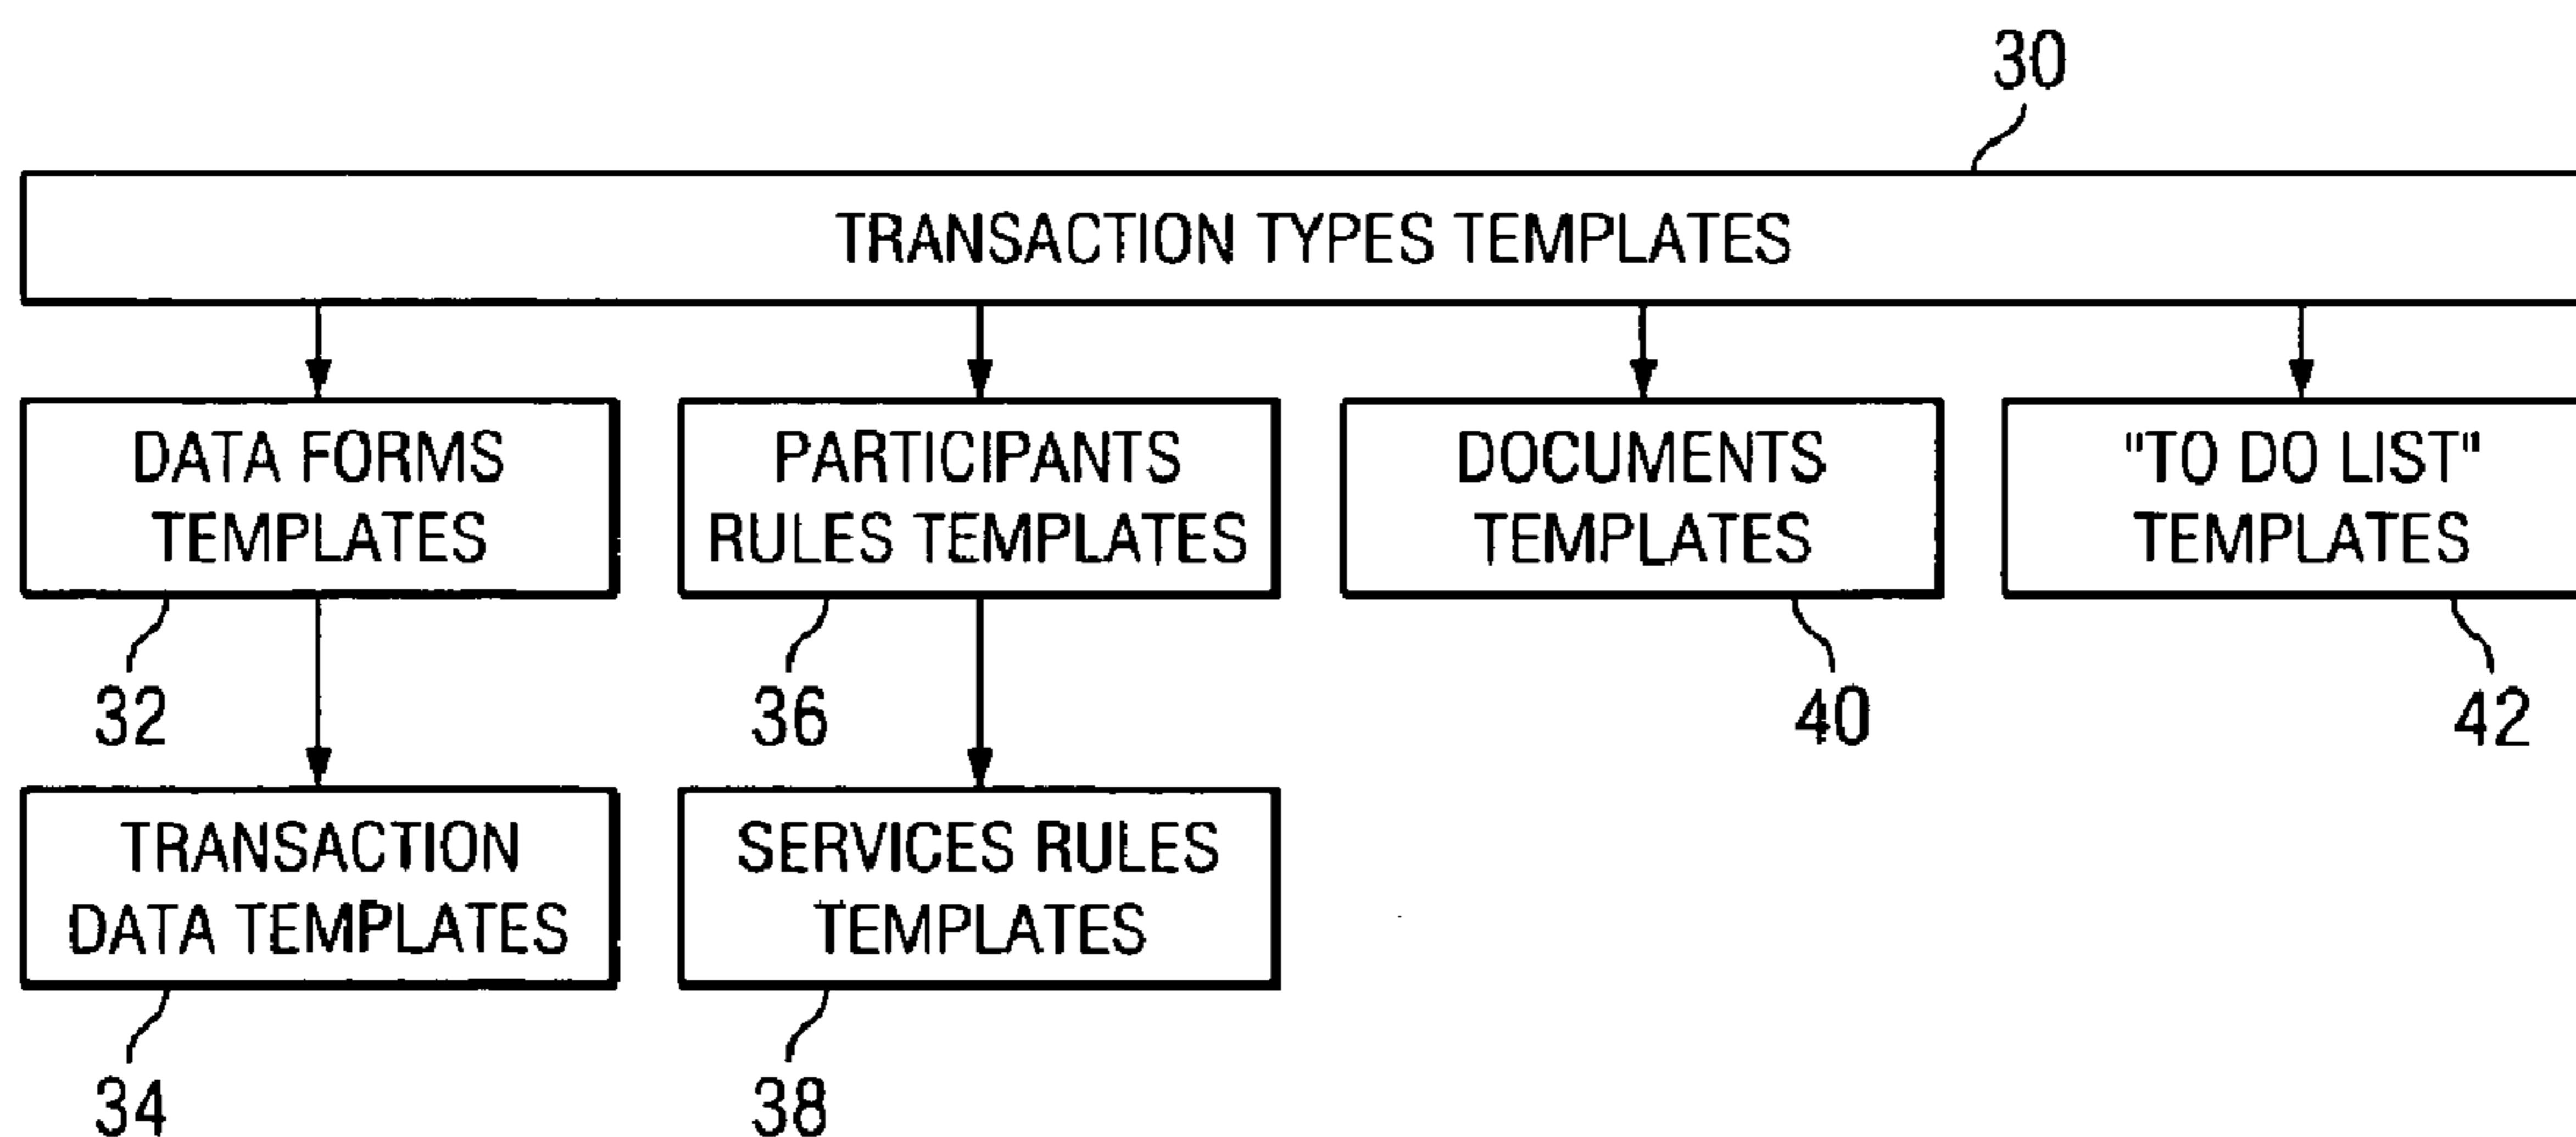 30
TRANSACTION TYPES TEMPLATES
DATA FORMS
TEMPLATES
PARTICIPANTS
RULES TEMPLATES
DOCUMENTS
TEMPLATES
"TO DO LIST"
TEMPLATES
32
36
40
42
TRANSACTION
DATA TEMPLATES
SERVICES RULES
TEMPLATES
34
38